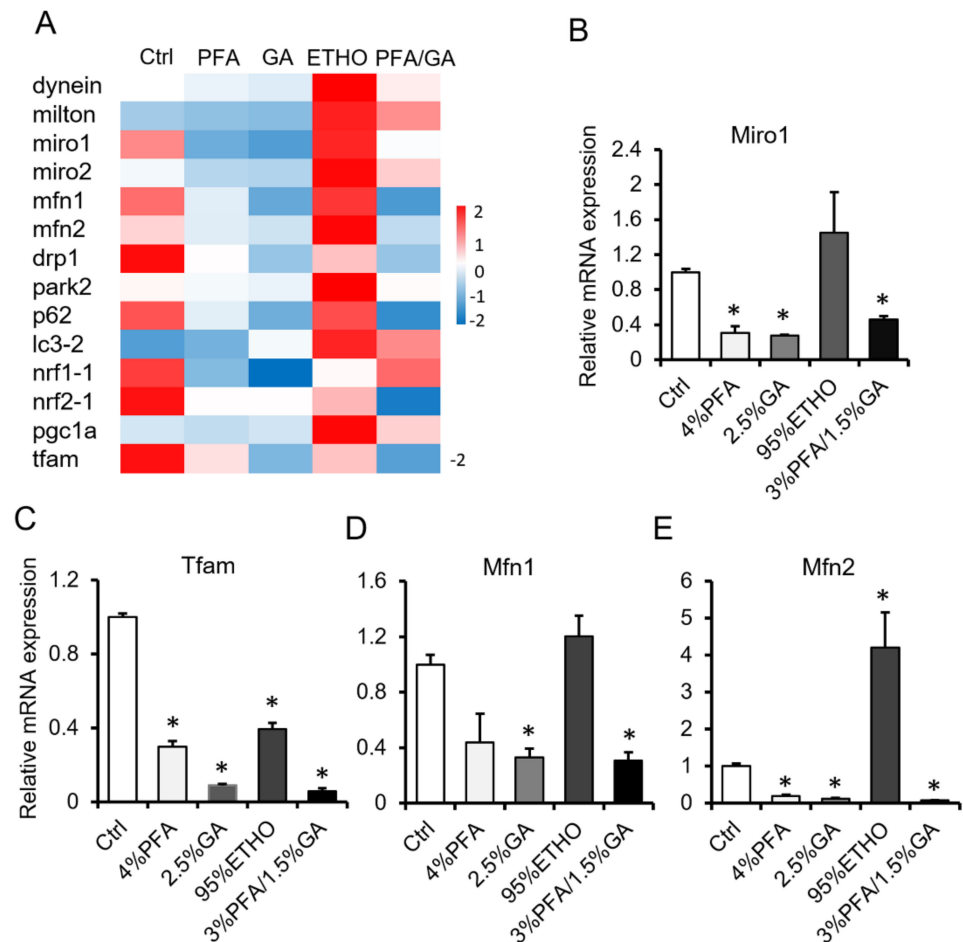 A
Ctrl PFA GA ETHO PFA/GA
dynein
milton
miro1
miro2
mfn1
mfn2
drp1
park2
p62
lc3-2
nrf1-1
nrf2-1
pgc1a
tfam
2
1
0
-1
-2
-2
B
Miro1
Relative mRNA expression
2.4
2
1.6
1.2
0.8
0.4
0
* * *
Ctrl
4%PFA
2.5%GA
95%ETHO
3%PFA/1.5%GA
C
Tfam
Relative mRNA expression
1.2
0.8
0.4
0
* * * *
Ctrl
4%PFA
2.5%GA
95%ETHO
3%PFA/1.5%GA
D
Mfn1
1.6
1.2
0.8
0.4
0
* *
Ctrl
4%PFA
2.5%GA
95%ETHO
3%PFA/1.5%GA
E
Mfn2
6
5
4
3
2
1
0
* * * *
Ctrl
4%PFA
2.5%GA
95%ETHO
3%PFA/1.5%GA